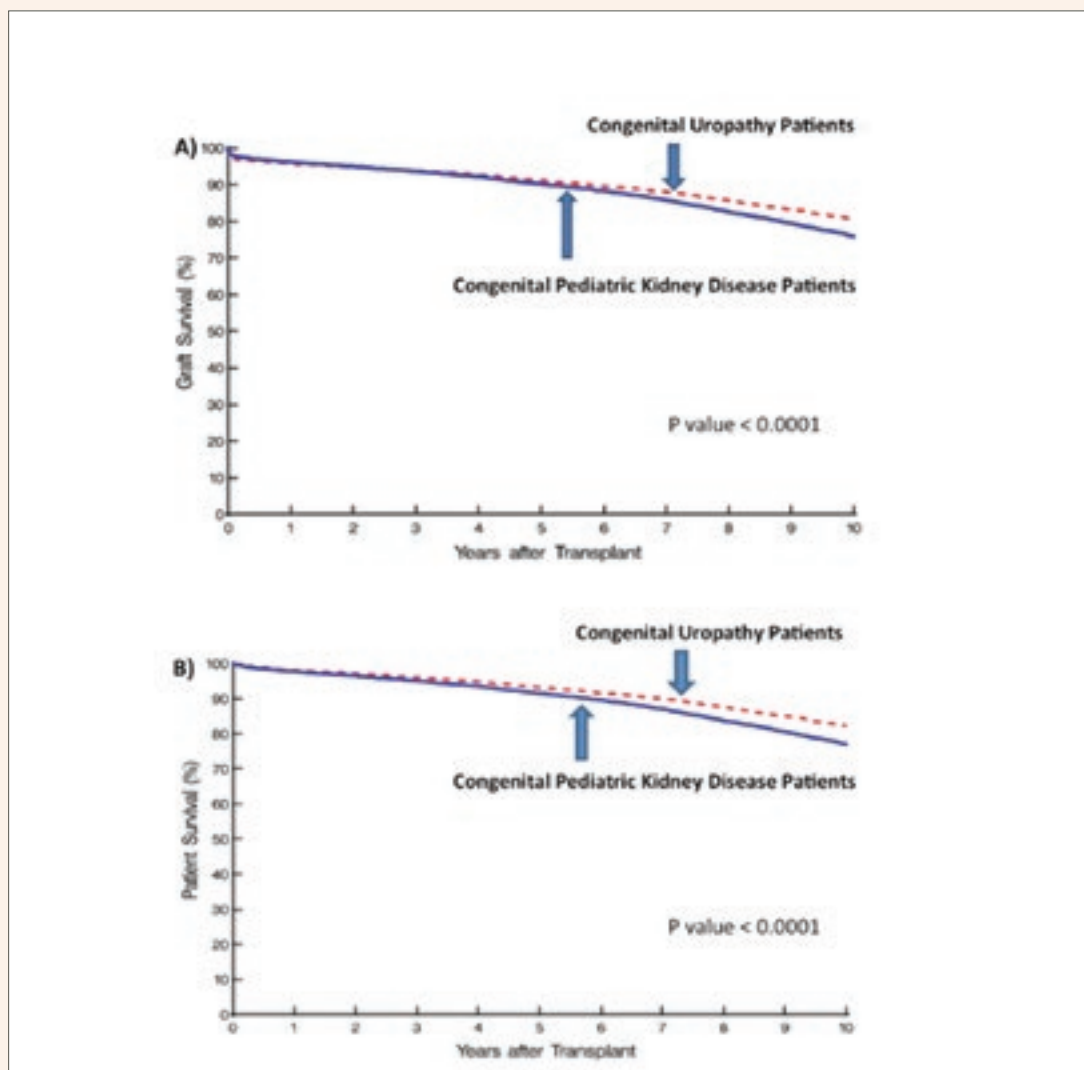 Congenital Uropathy Patients
A)
100
90
80
70
60
50
40
30
20
10
0
Graft Survival (%)
Congenital Pediatric Kidney Disease Patients
P value < 0.0001
0 1 2 3 4 5 6 7 8 9 10
Years after Transplant
Congenital Uropathy Patients
B)
100
90
80
70
60
50
40
30
20
10
0
Patient Survival (%)
Congenital Pediatric Kidney Disease Patients
P value < 0.0001
0 1 2 3 4 5 6 7 8 9 10
Years after Transplant